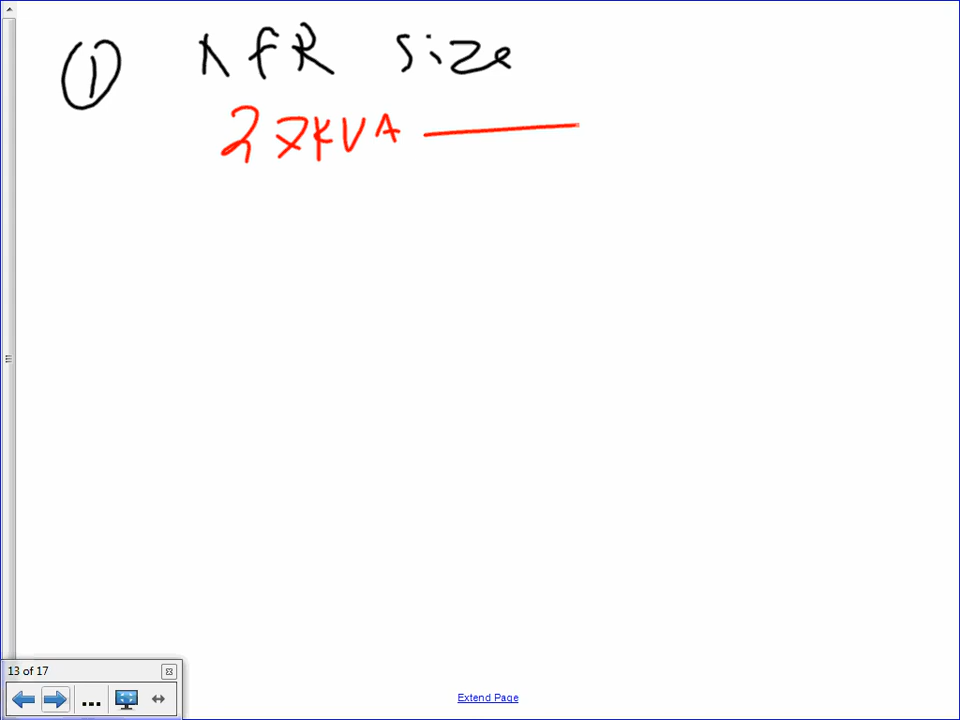 ① XFR Size
27KVA —
13 of 17
...
Extend Page